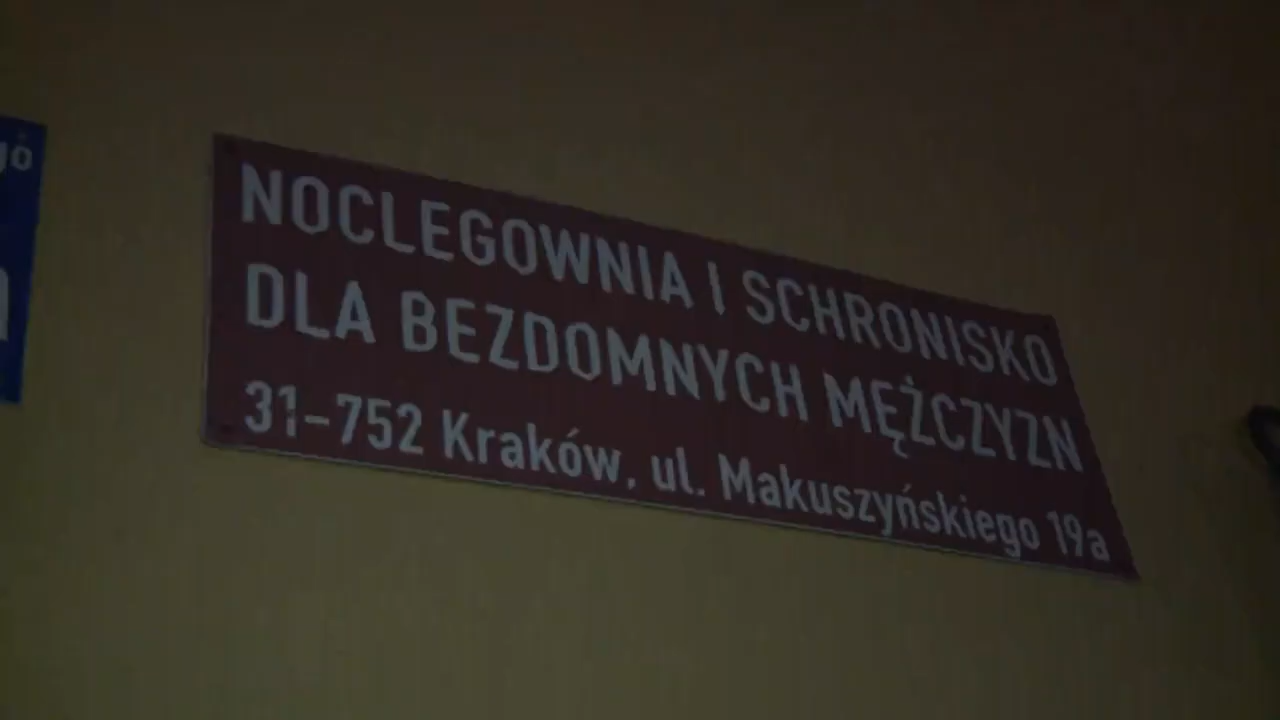 NOCLEGOWNIA I SCHRONISKO
DLA BEZDOMNYCH MĘŻCZYZN
31-752 Kraków, ul. Makuszyńskiego 19a